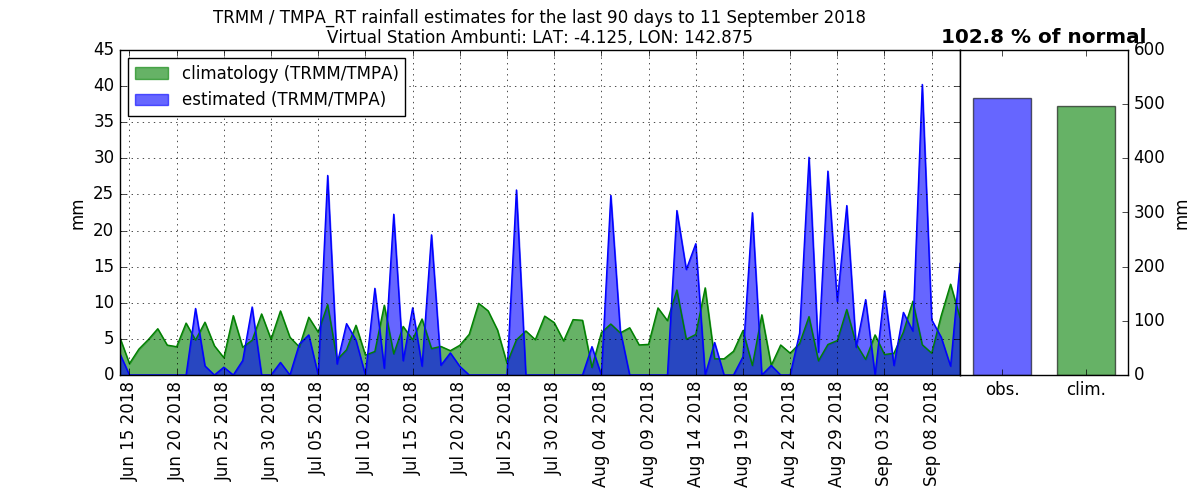 TRMM / TMPA_RT rainfall estimates for the last 90 days to 11 September 2018
Virtual Station Ambunti: LAT: -4.125, LON: 142.875
102.8 % of normal
climatology (TRMM/TMPA)
estimated (TRMM/TMPA)
45
40
35
30
25
20
15
10
5
0
mm
Jun 15 2018
Jun 20 2018
Jun 25 2018
Jun 30 2018
Jul 05 2018
Jul 10 2018
Jul 15 2018
Jul 20 2018
Jul 25 2018
Jul 30 2018
Aug 04 2018
Aug 09 2018
Aug 14 2018
Aug 19 2018
Aug 24 2018
Aug 29 2018
Sep 03 2018
Sep 08 2018
600
500
400
300
200
100
0
mm
obs.
clim.